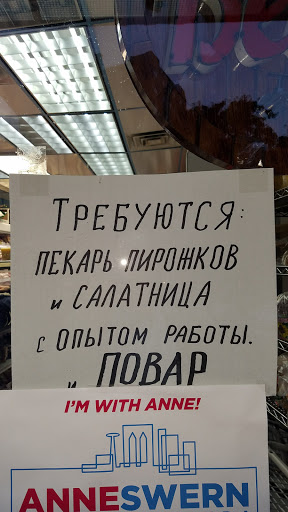 ТРЕБУЮТСЯ:
ПЕКАРЬ ПИРОЖКОВ
и САЛАТНИЦА
с ОПЫТОМ РАБОТЫ.
и ПОВАР
I'M WITH ANNE!
ANNESWERN